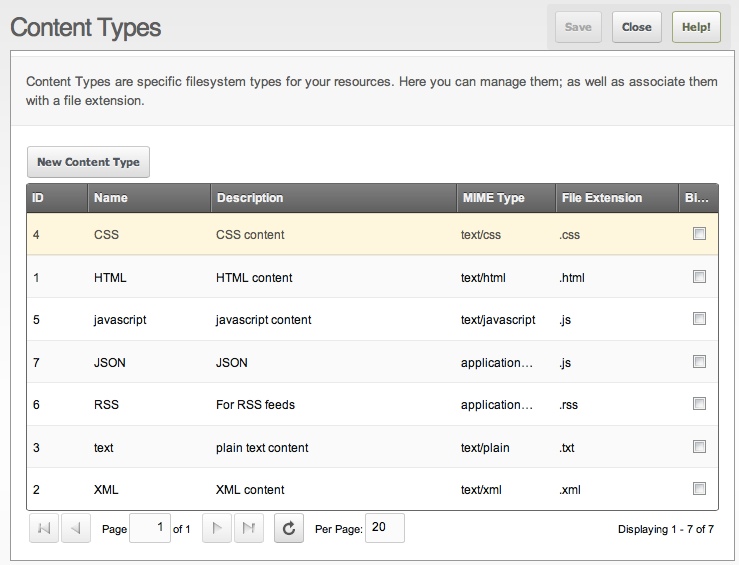 Content Types
Save Close Help!
Content Types are specific filesystem types for your resources. Here you can manage them; as well as associate them
with a file extension.
New Content Type
ID Name Description MIME Type File Extension Bi...
4 CSS CSS content text/css .css
1 HTML HTML content text/html .html
5 javascript javascript content text/javascript .js
7 JSON JSON application... .js
6 RSS For RSS feeds application... .rss
3 text plain text content text/plain .txt
2 XML XML content text/xml .xml
Page 1 of 1 Per Page: 20 Displaying 1 - 7 of 7